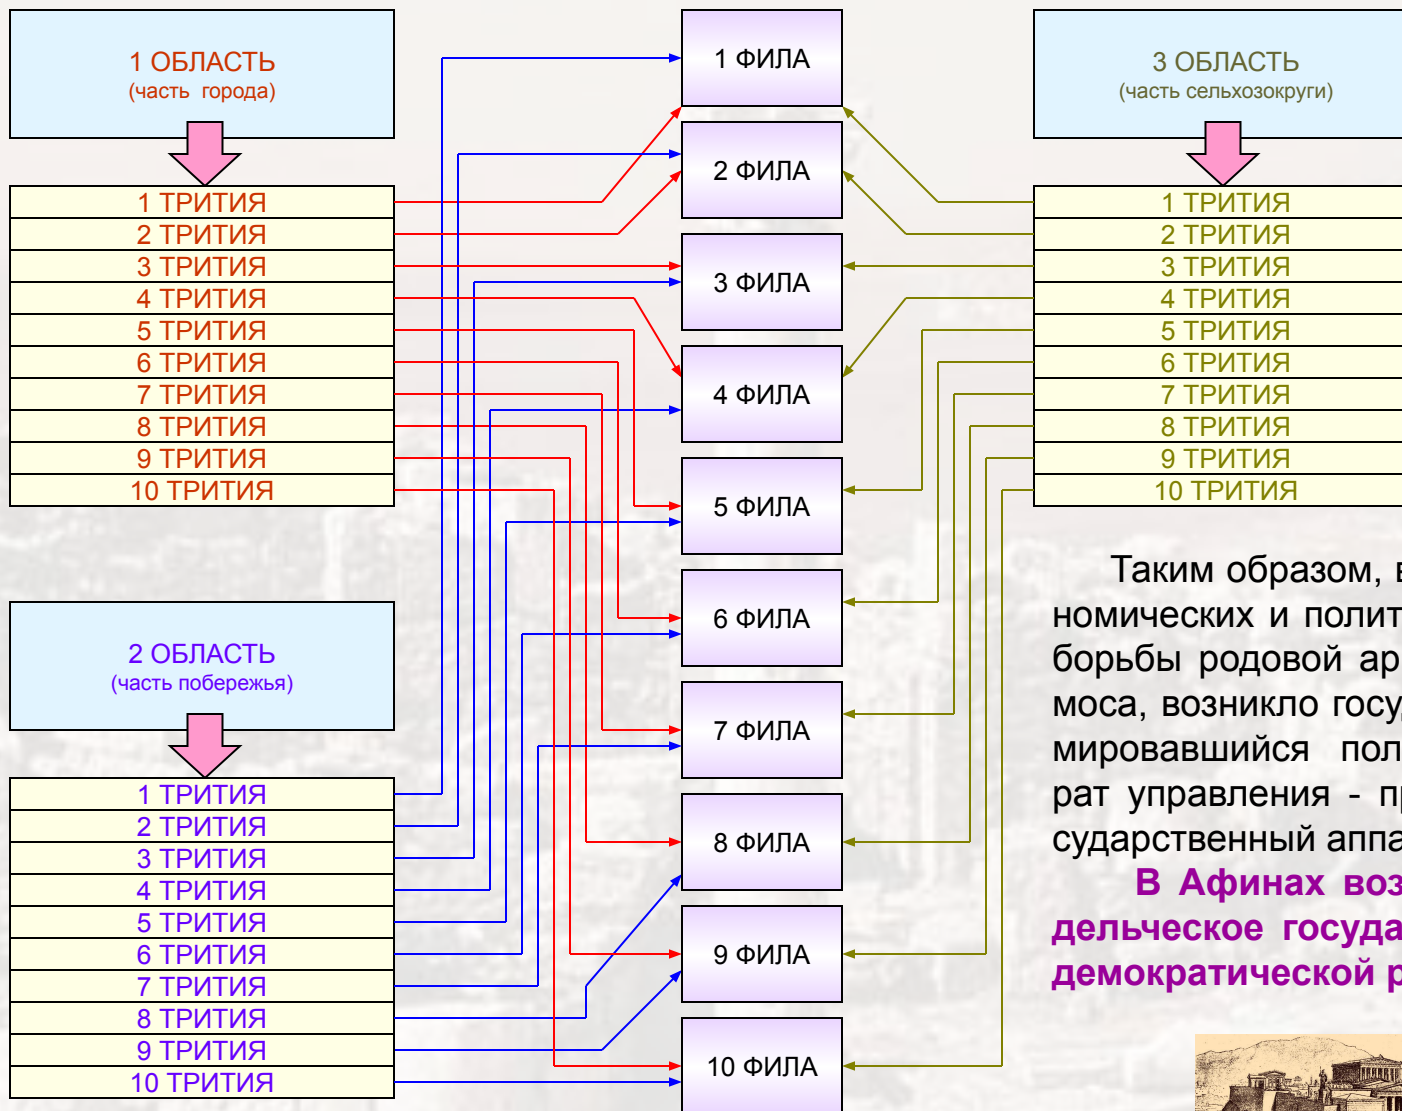 1 ОБЛАСТЬ
(часть города)
1 ТРИТИЯ
2 ТРИТИЯ
3 ТРИТИЯ
4 ТРИТИЯ
5 ТРИТИЯ
6 ТРИТИЯ
7 ТРИТИЯ
8 ТРИТИЯ
9 ТРИТИЯ
10 ТРИТИЯ
2 ОБЛАСТЬ
(часть побережья)
1 ТРИТИЯ
2 ТРИТИЯ
3 ТРИТИЯ
4 ТРИТИЯ
5 ТРИТИЯ
6 ТРИТИЯ
7 ТРИТИЯ
8 ТРИТИЯ
9 ТРИТИЯ
10 ТРИТИЯ
1 ФИЛА
2 ФИЛА
3 ФИЛА
4 ФИЛА
5 ФИЛА
6 ФИЛА
7 ФИЛА
8 ФИЛА
9 ФИЛА
10 ФИЛА
3 ОБЛАСТЬ
(часть сельхозокруги)
1 ТРИТИЯ
2 ТРИТИЯ
3 ТРИТИЯ
4 ТРИТИЯ
5 ТРИТИЯ
6 ТРИТИЯ
7 ТРИТИЯ
8 ТРИТИЯ
9 ТРИТИЯ
10 ТРИТИЯ
Таким образом,
номических и полит
борьбы родовой ар
моса, возникло госу
мировавшийся пол
рат управления - п
сударственный аппа
В Афинах воз
дельческое госуда
демократической р